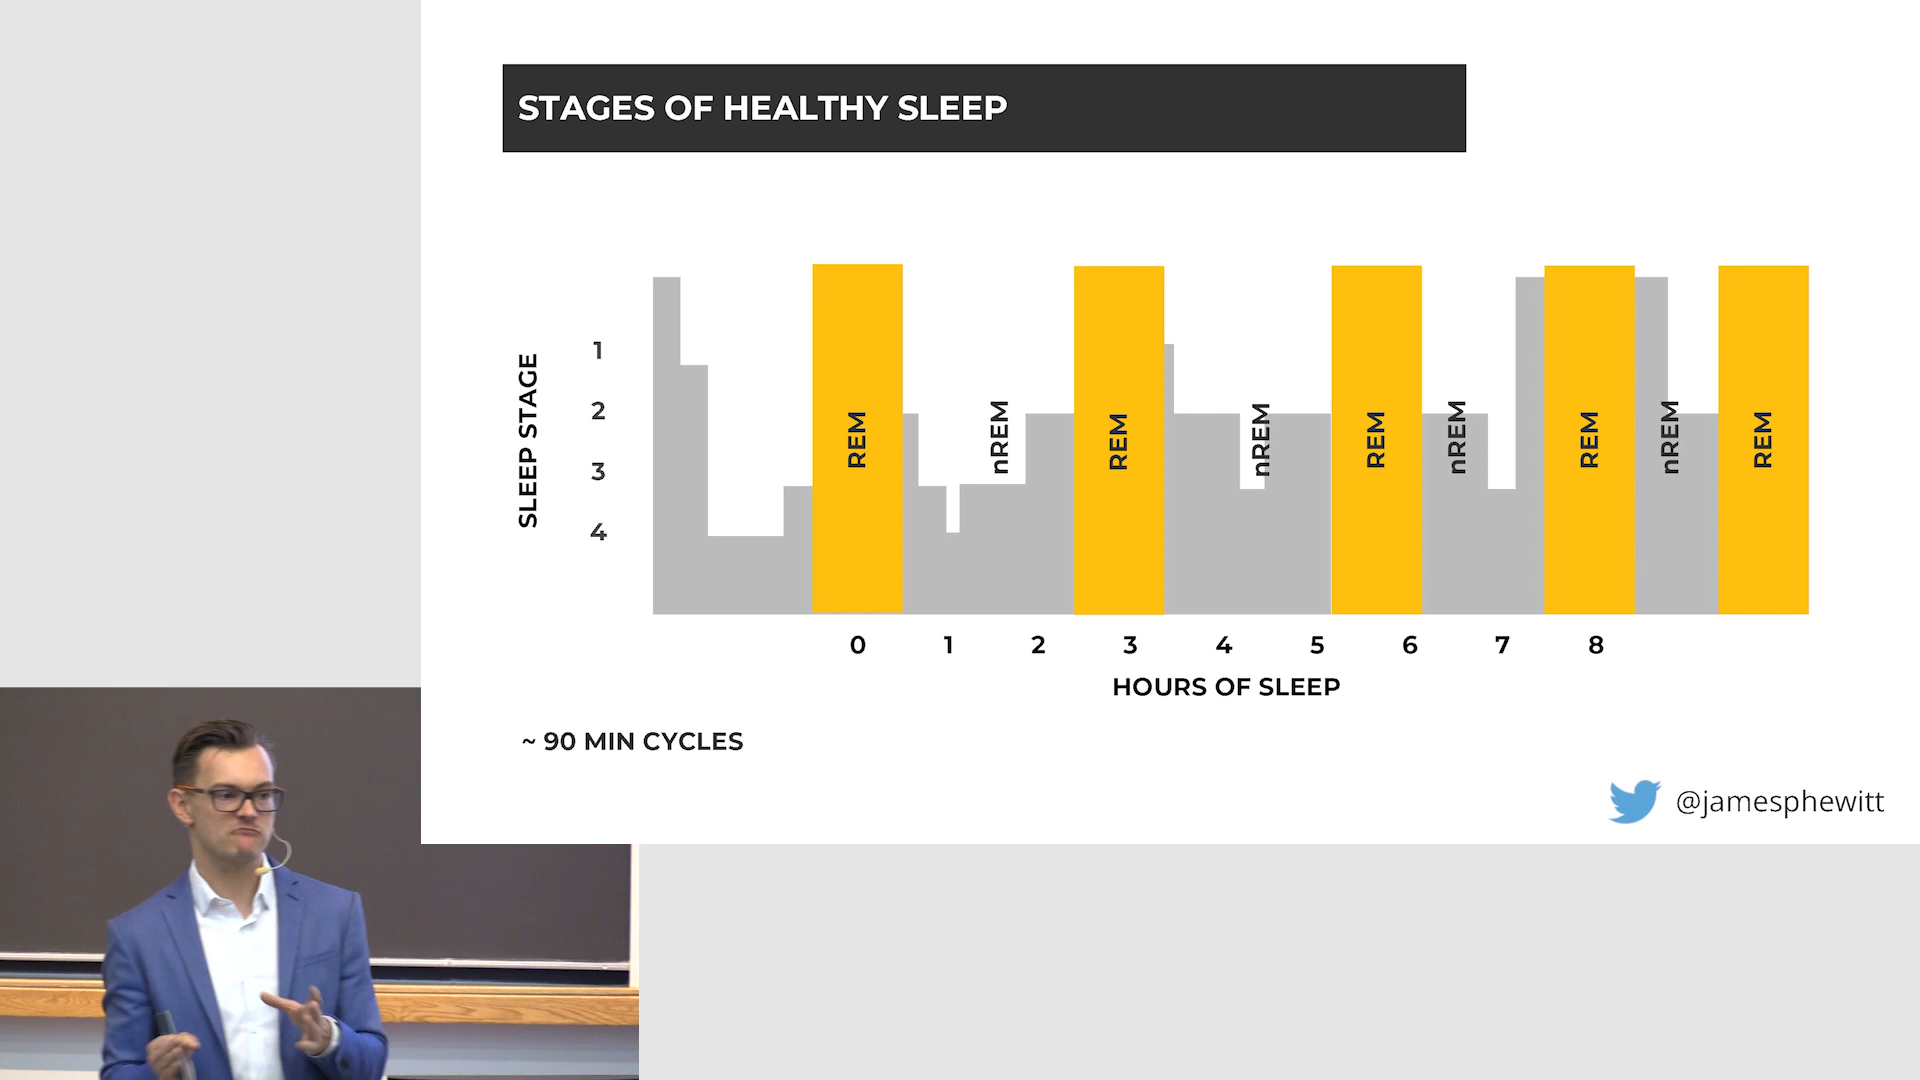 STAGES OF HEALTHY SLEEP
SLEEP STAGE
1
2
3
4
REM
nREM
REM
nREM
REM
nREM
REM
nREM
REM
0 1 2 3 4 5 6 7 8
HOURS OF SLEEP
~ 90 MIN CYCLES
@jamesphewitt